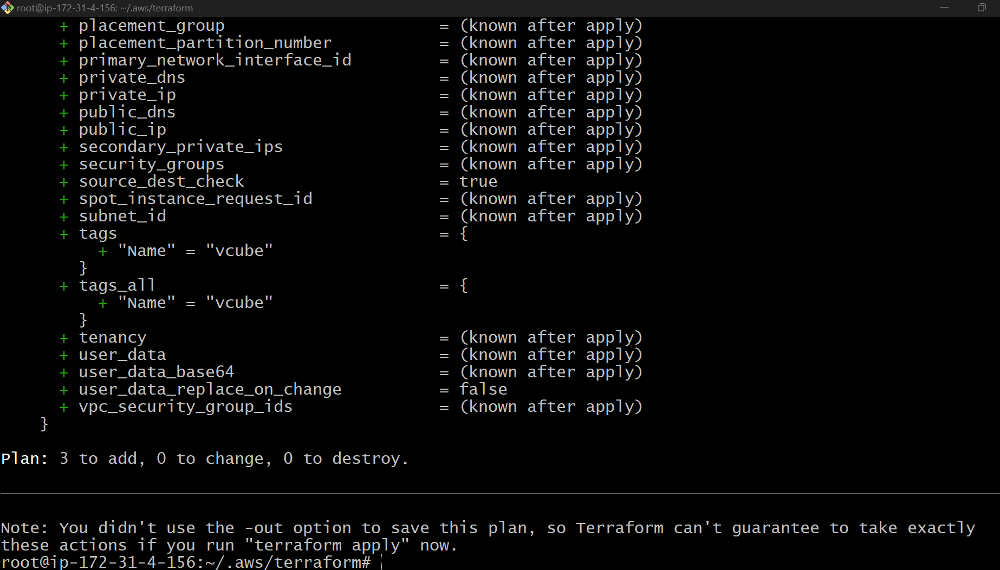 root@ip-172-31-4-156: ~/.aws/terraform
+ placement_group = (known after apply)
+ placement_partition_number = (known after apply)
+ primary_network_interface_id = (known after apply)
+ private_dns = (known after apply)
+ private_ip = (known after apply)
+ public_dns = (known after apply)
+ public_ip = (known after apply)
+ secondary_private_ips = (known after apply)
+ security_groups = (known after apply)
+ source_dest_check = true
+ spot_instance_request_id = (known after apply)
+ subnet_id = (known after apply)
+ tags = {
+ "Name" = "vcube"
}
+ tags_all = {
+ "Name" = "vcube"
}
+ tenancy = (known after apply)
+ user_data = (known after apply)
+ user_data_base64 = (known after apply)
+ user_data_replace_on_change = false
+ vpc_security_group_ids = (known after apply)
}
Plan: 3 to add, 0 to change, 0 to destroy.
Note: You didn't use the -out option to save this plan, so Terraform can't guarantee to take exactly
these actions if you run "terraform apply" now.
root@ip-172-31-4-156:~/.aws/terraform#